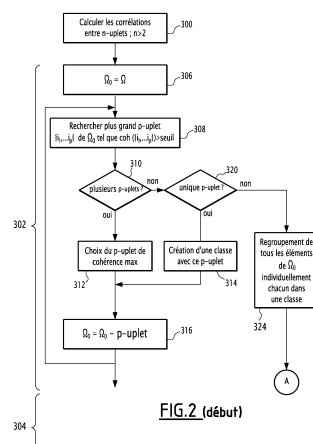 Calculer les corrélations
entre n-uplets ; n>2
300
Ω₀ = Ω
306
Rechercher plus grand p-uplet
{i₁,...iₚ} de Ω₀ tel que coh ({i₁,...iₚ})>seuil
308
310
plusieurs p-uplets ?
non
320
unique p-uplet ?
non
oui
oui
302
Choix du p-uplet de
cohérence max
312
Création d'une classe
avec ce p-uplet
314
Regroupement de
tous les éléments
de Ω₀
individuellement
chacun dans
une classe
324
Ω₀ = Ω₀ – p-uplet
316
A
FIG.2 (début)
304